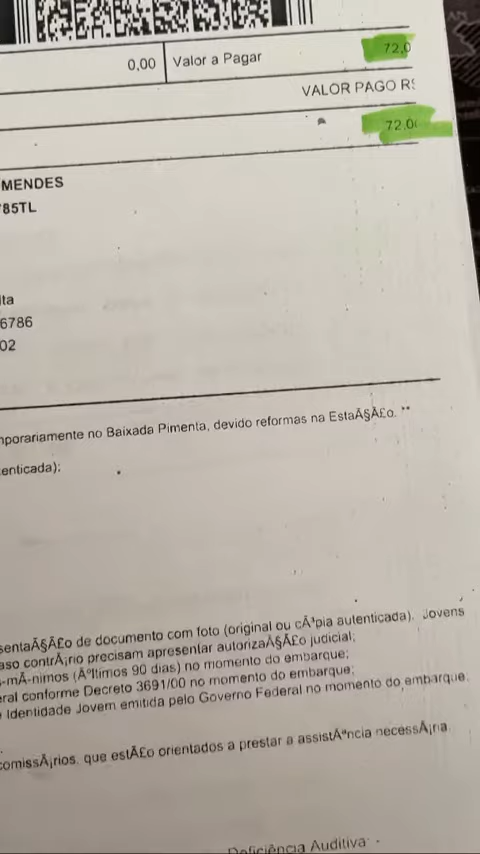 0,00 Valor a Pagar 72,0
VALOR PAGO R$
72,00
MENDES
785TL
ita
6786
02
mporariamente no Baixada Pimenta, devido reformas na EstaÃ§Ã£o. **
enticada);
sentaÃ§Ã£o de documento com foto (original ou cÃ³pia autenticada). Jovens
aso contrÃ¡rio precisam apresentar autorizaÃ§Ã£o judicial;
-mÃ-nimos (Ãºltimos 90 dias) no momento do embarque;
eral conforme Decreto 3691/00 no momento do embarque;
e Identidade Jovem emitida pelo Governo Federal no momento do embarque.
comissÃ¡rios, que estÃ£o orientados a prestar a assistÃªncia necessÃ¡ria.
Deficiência Auditiva: